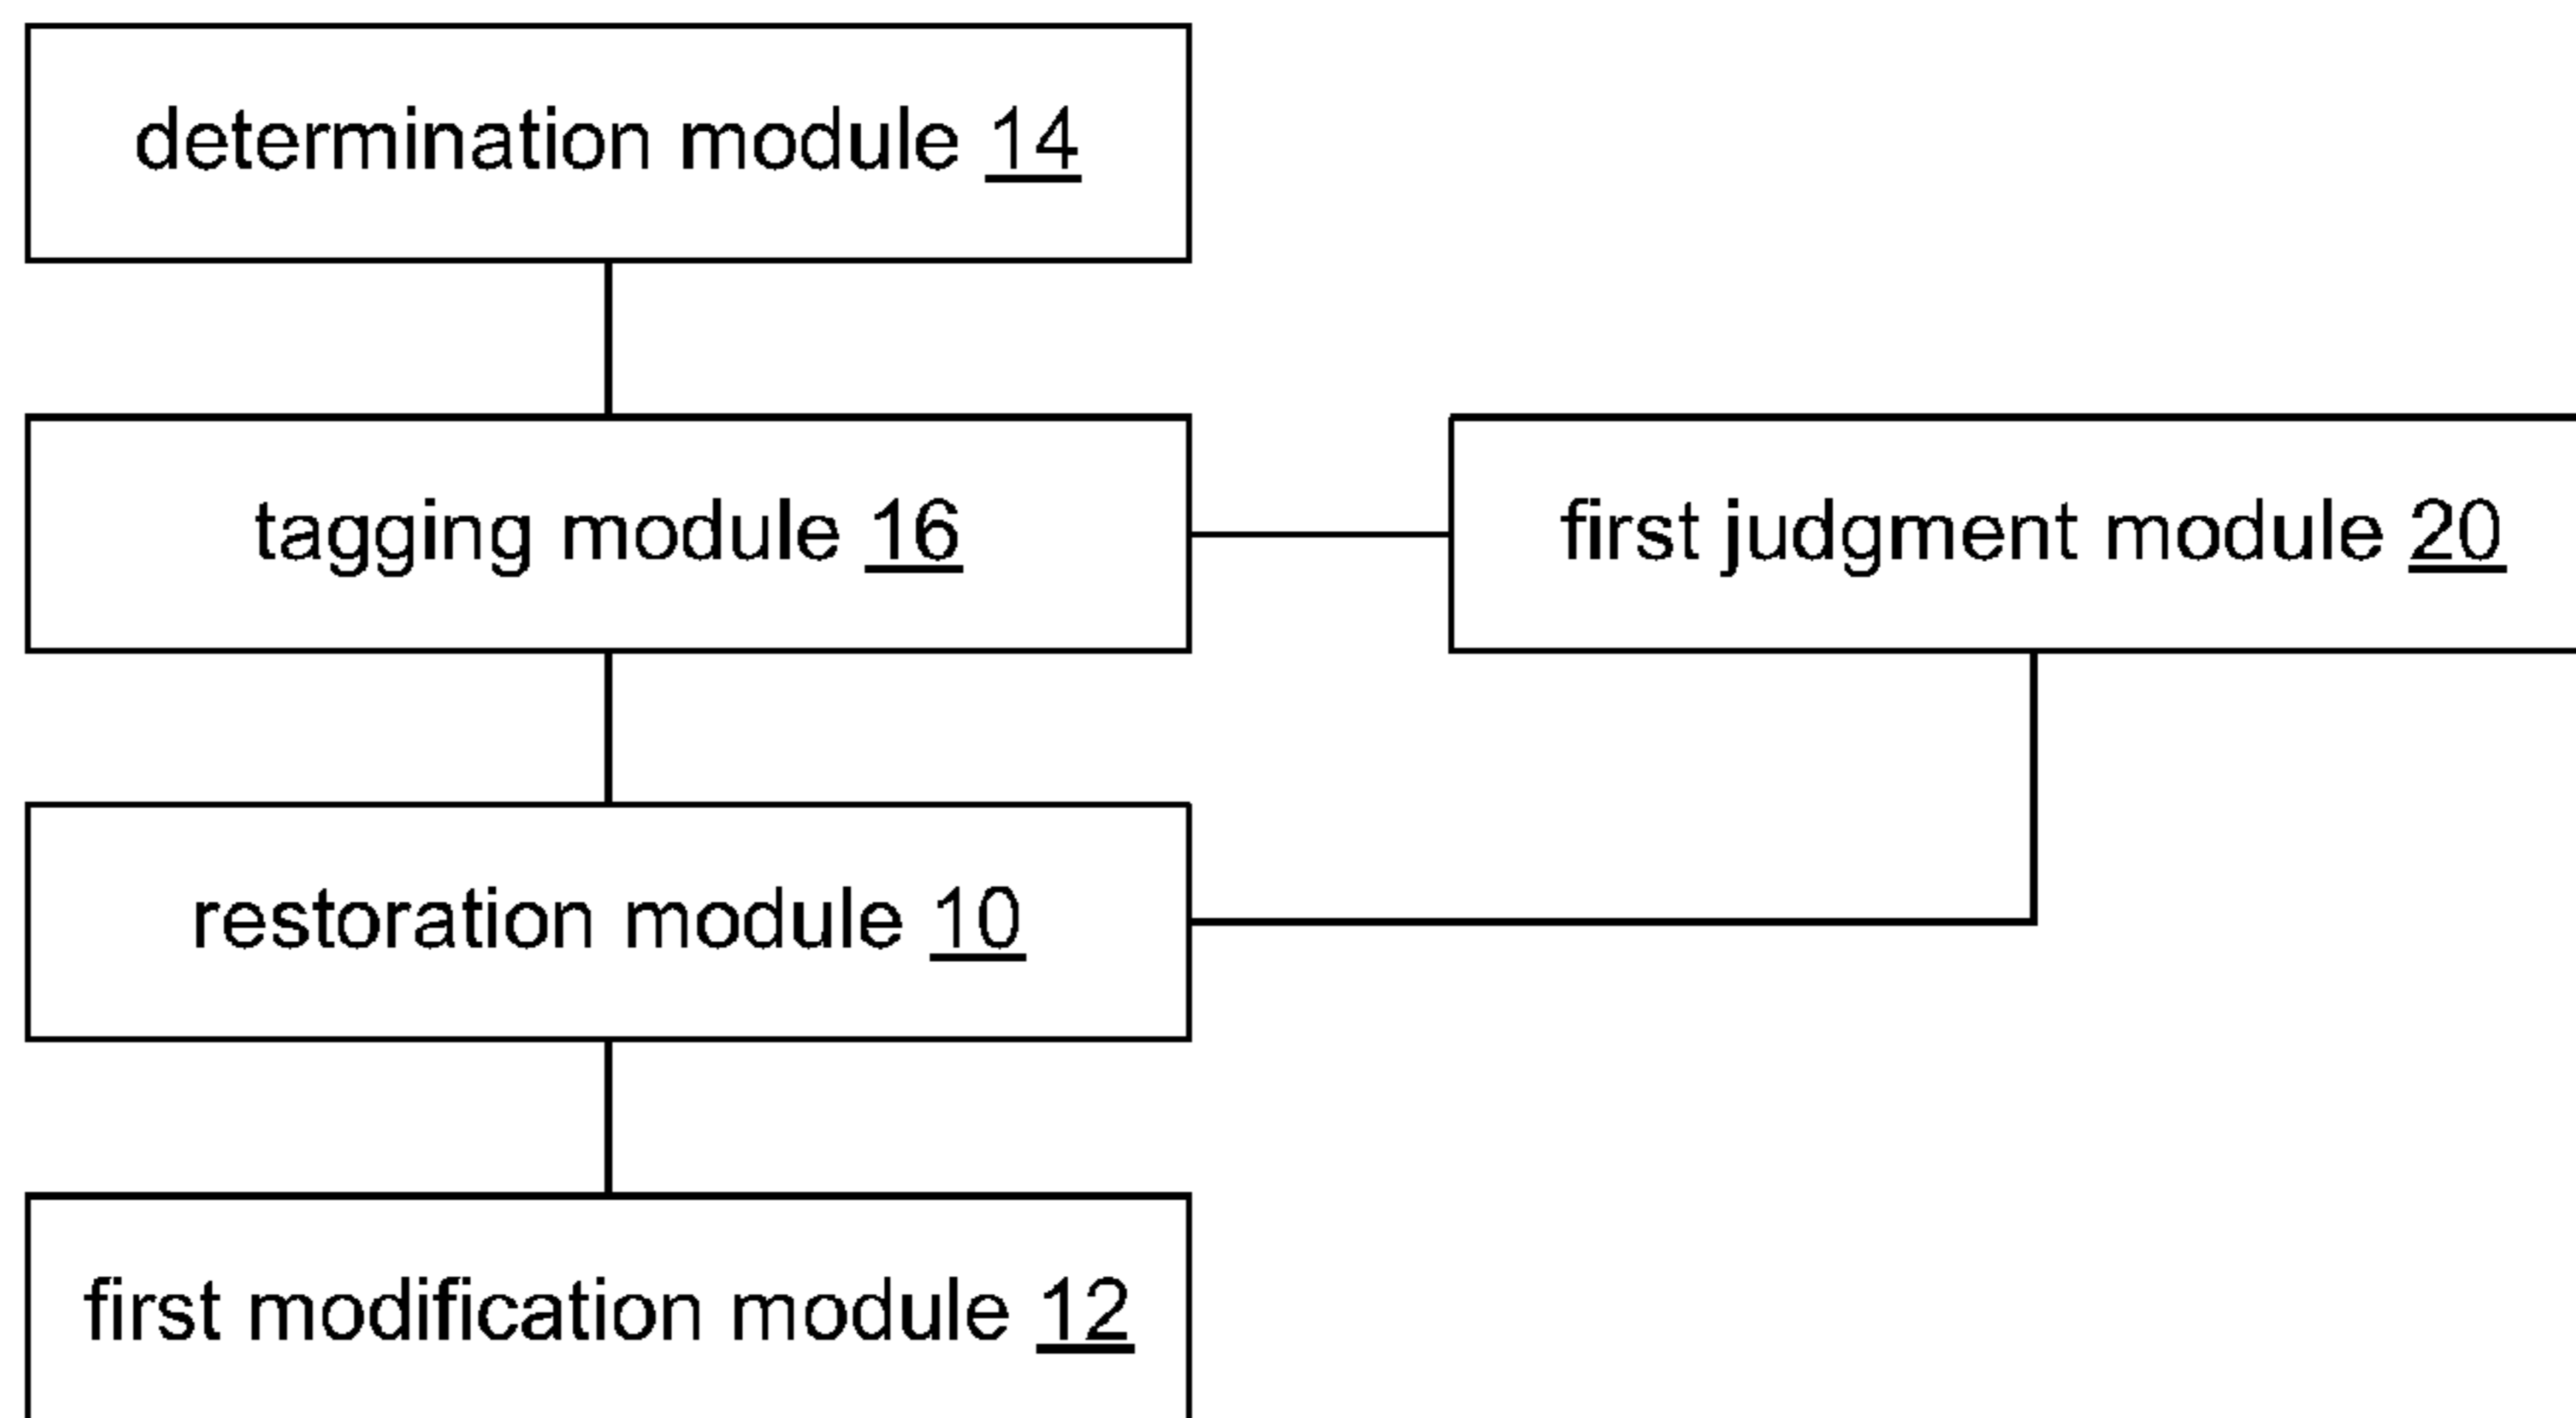 determination module 14
tagging module 16
first judgment module 20
restoration module 10
first modification module 12